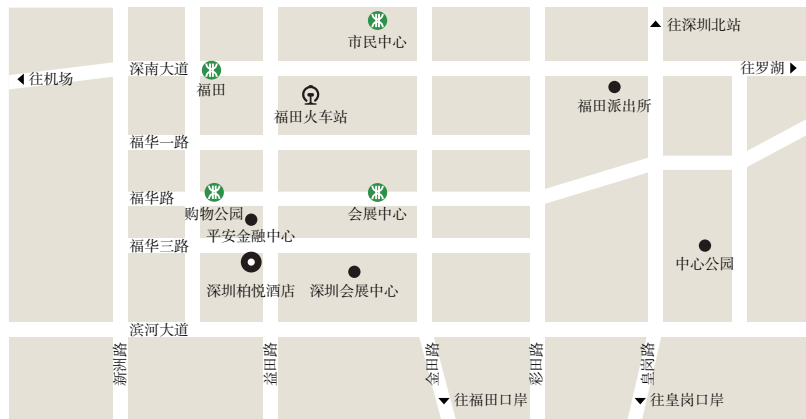 市民中心
往深圳北站
深南大道
往罗湖
往机场
福田
福田派出所
福田火车站
福华一路
福华路
购物公园
会展中心
平安金融中心
福华三路
中心公园
深圳柏悦酒店
深圳会展中心
滨河大道
新洲路
益田路
金田路
彩田路
皇岗路
往福田口岸
往皇岗口岸